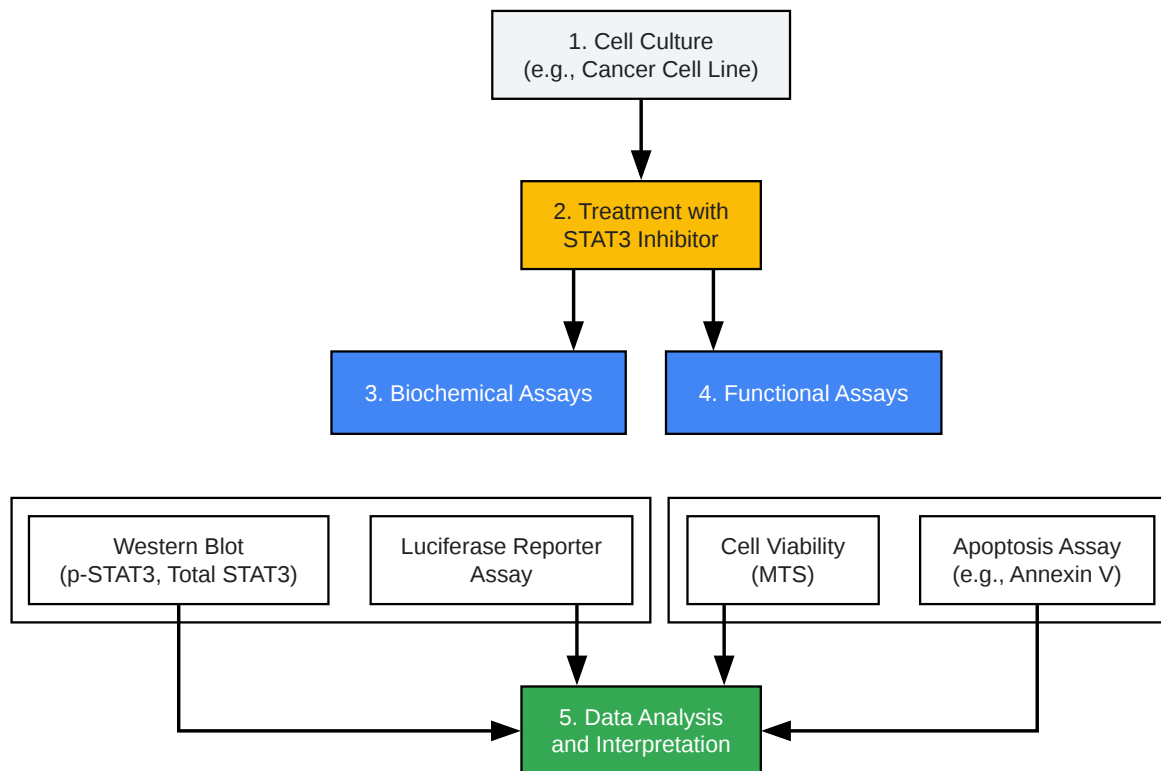 1. Cell Culture
(e.g., Cancer Cell Line)
2. Treatment with
STAT3 Inhibitor
3. Biochemical Assays
4. Functional Assays
Western Blot
(p-STAT3, Total STAT3)
Luciferase Reporter
Assay
Cell Viability
(MTS)
Apoptosis Assay
(e.g., Annexin V)
5. Data Analysis
and Interpretation